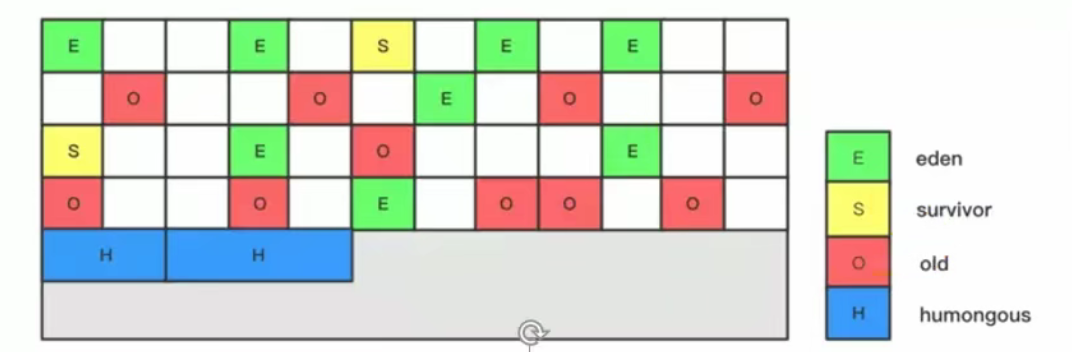 E E S E E
O O E O O
S E O E
O O E O O O
H H
E eden
S survivor
O old
H humongous